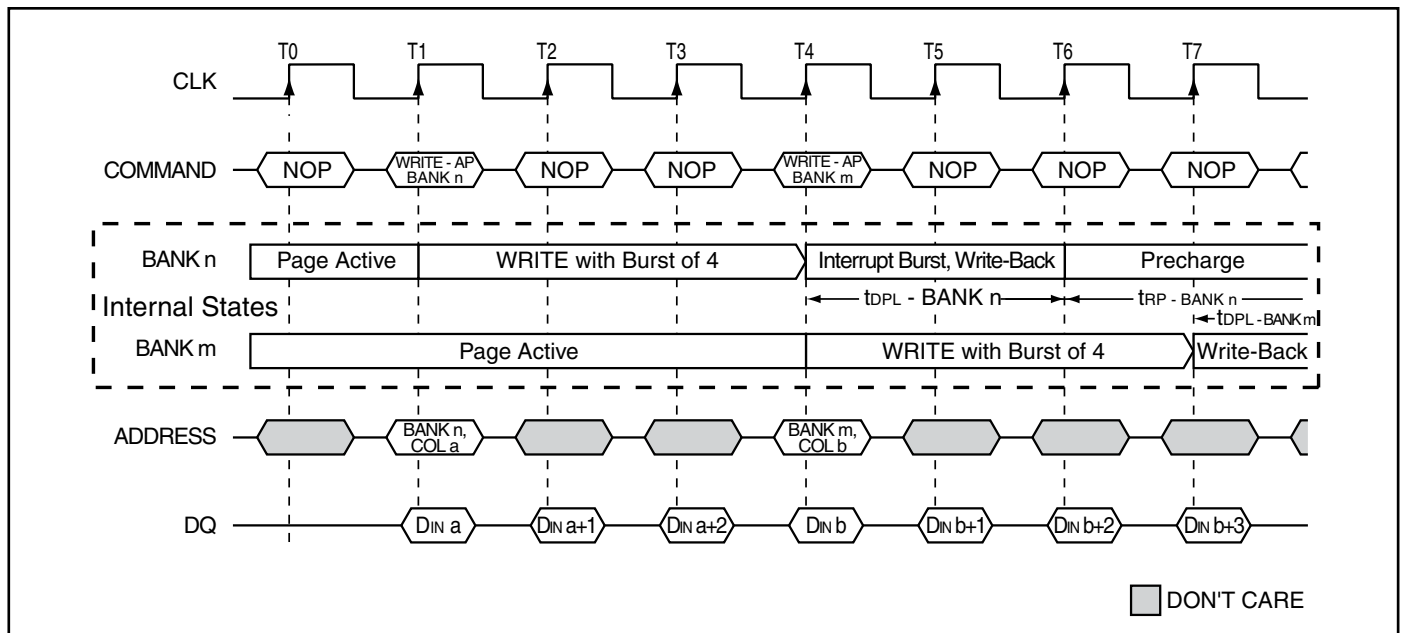 T0 T1 T2 T3 T4 T5 T6 T7
CLK
COMMAND NOP WRITE - AP BANK n NOP NOP WRITE - AP BANK m NOP NOP NOP
BANK n Page Active WRITE with Burst of 4 Interrupt Burst, Write-Back Precharge
Internal States tDPL - BANK n tRP - BANK n
tDPL - BANK m
BANK m Page Active WRITE with Burst of 4 Write-Back
ADDRESS BANK n, COL a BANK m, COL b
DQ DIN a DIN a+1 DIN a+2 DIN b DIN b+1 DIN b+2 DIN b+3
DON'T CARE